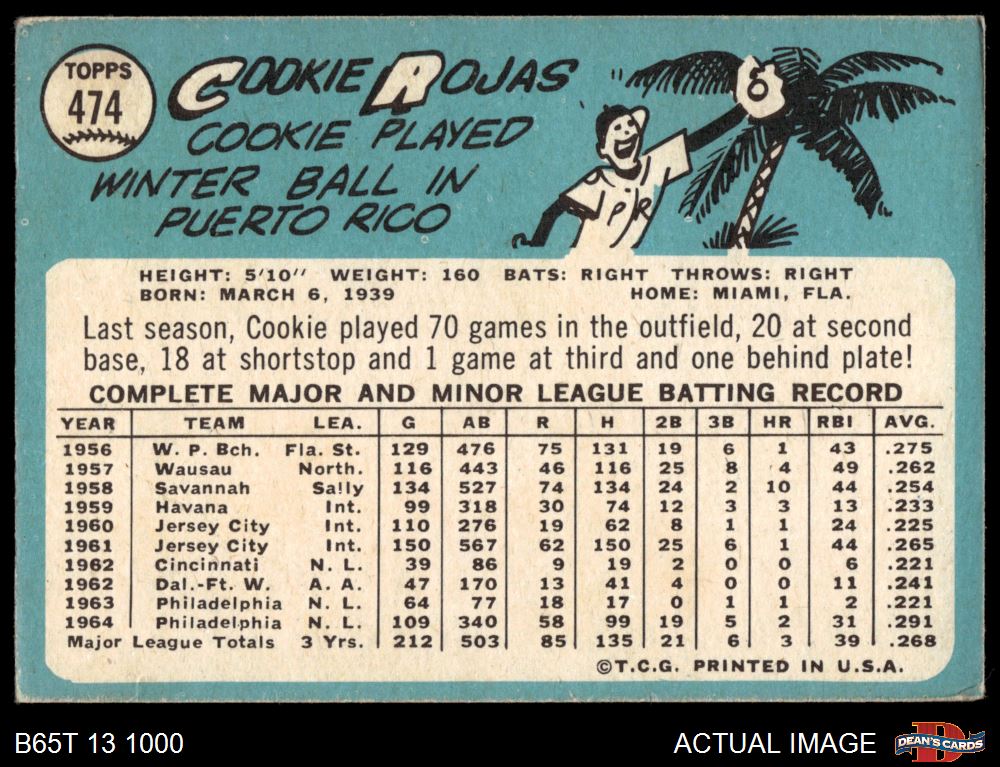 TOPPS
474
COOKIE ROJAS
COOKIE PLAYED
WINTER BALL IN
PUERTO RICO
PR
HEIGHT: 5'10" WEIGHT: 160 BATS: RIGHT THROWS: RIGHT
BORN: MARCH 6, 1939 HOME: MIAMI, FLA.
Last season, Cookie played 70 games in the outfield, 20 at second
base, 18 at shortstop and 1 game at third and one behind plate!
COMPLETE MAJOR AND MINOR LEAGUE BATTING RECORD
YEAR TEAM LEA. G AB R H 2B 3B HR RBI AVG.
1956 W. P. Bch. Fla. St. 129 476 75 131 19 6 1 43 .275
1957 Wausau North. 116 443 46 116 25 8 4 49 .262
1958 Savannah Sally 134 527 74 134 24 2 10 44 .254
1959 Havana Int. 99 318 30 74 12 3 3 13 .233
1960 Jersey City Int. 110 276 19 62 8 1 1 24 .225
1961 Jersey City Int. 150 567 62 150 25 6 1 44 .265
1962 Cincinnati N. L. 39 86 9 19 2 0 0 6 .221
1962 Dal.-Ft. W. A. A. 47 170 13 41 4 0 0 11 .241
1963 Philadelphia N. L. 64 77 18 17 0 1 1 2 .221
1964 Philadelphia N. L. 109 340 58 99 19 5 2 31 .291
Major League Totals 3 Yrs. 212 503 85 135 21 6 3 39 .268
©T.C.G. PRINTED IN U.S.A.
B65T 13 1000 ACTUAL IMAGE
DEAN'S CARDS